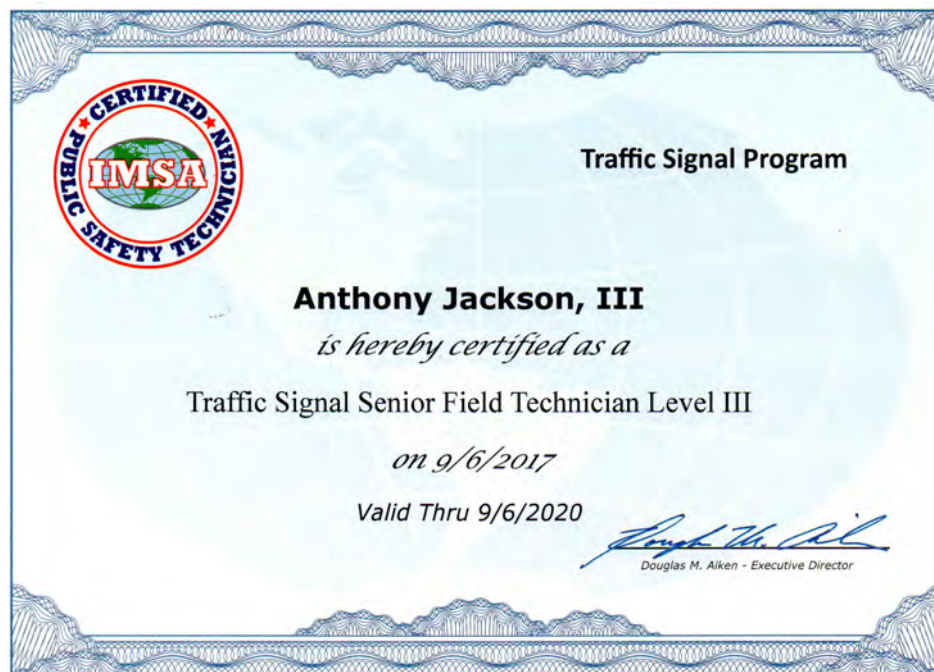 CERTIFIED
PUBLIC SAFETY TECHNICIAN
IMSA
Traffic Signal Program
Anthony Jackson, III
is hereby certified as a
Traffic Signal Senior Field Technician Level III
on 9/6/2017
Valid Thru 9/6/2020
Douglas M. Aiken - Executive Director